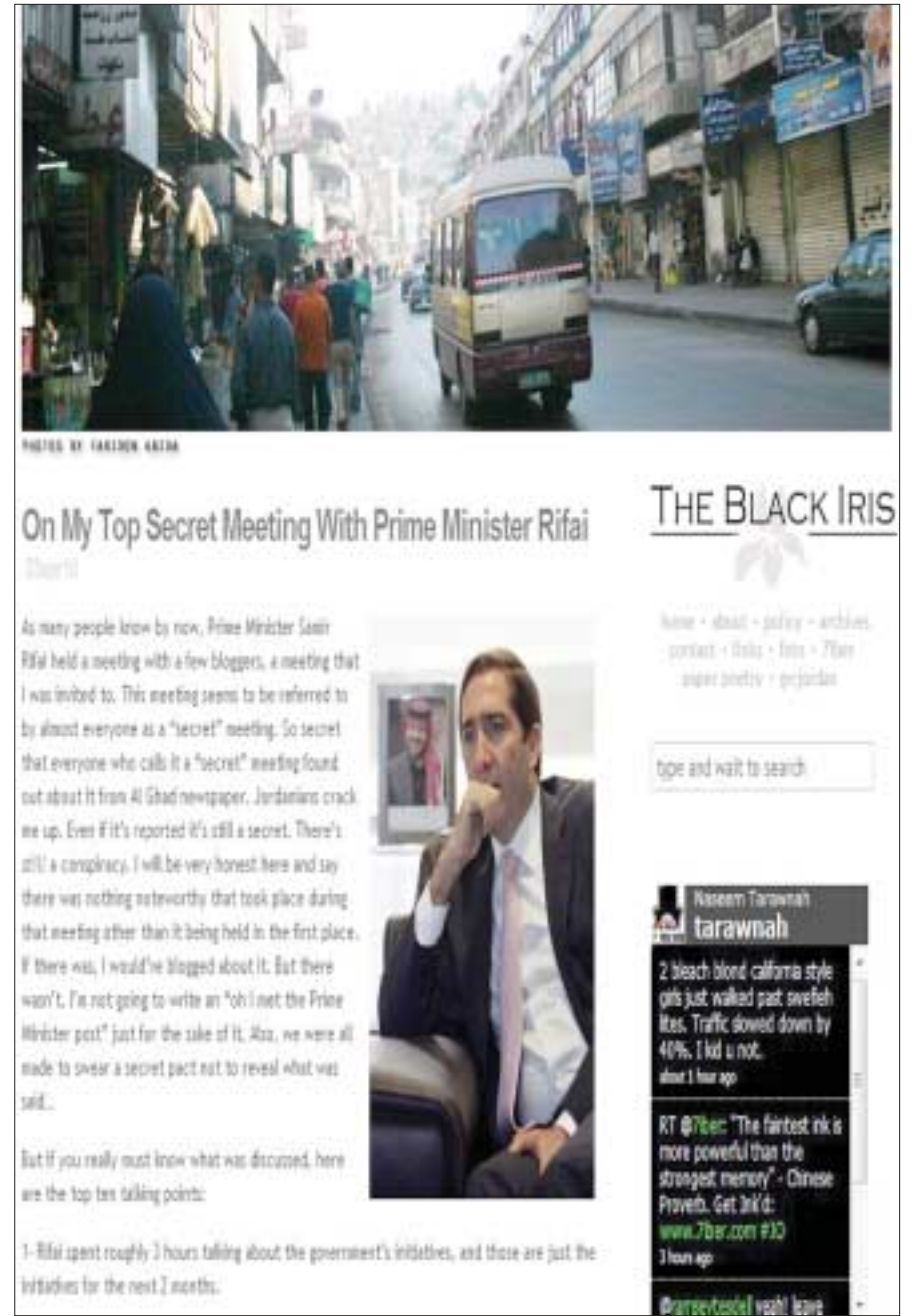 On My Top Secret Meeting With Prime Minister Rifai
As many people know by now, Prime Minister Samir
Rifai held a meeting with a few bloggers, a meeting that
I was invited to. This meeting seems to be referred to
by almost everyone as a "secret" meeting. So secret
that everyone who calls it a "secret" meeting found
out about it from Al Ghad newspaper. Jordanians crack
me up. Even if it's reported it's still a secret. There's
still a conspiracy. I will be very honest here and say
there was nothing noteworthy that took place during
that meeting other than it being held in the first place.
If there was, I would've blogged about it. But there
wasn't. I'm not going to write an "oh I met the Prime
Minister post" just for the sake of it. Also, we were all
made to swear a secret pact not to reveal what was
said...
But if you really must know what was discussed, here
are the top ten talking points:
1- Rifai spent roughly 3 hours talking about the government's initiatives, and those are just the
initiatives for the next 2 months.
THE BLACK IRIS
home - about - policy - archives
contact - links - - 7iber
paper poetry -
type and wait to search
Naseem Tarawnah
tarawnah
2 bleach blond california style
girls just walked past swefieh
lites. Traffic slowed down by
40%. I kid u not.
about 1 hour ago
RT @7iber: "The faintest ink is
more powerful than the
strongest memory" - Chinese
Proverb. Get Ink'd:
www.7iber.com #JO
3 hours ago
yeah! leave